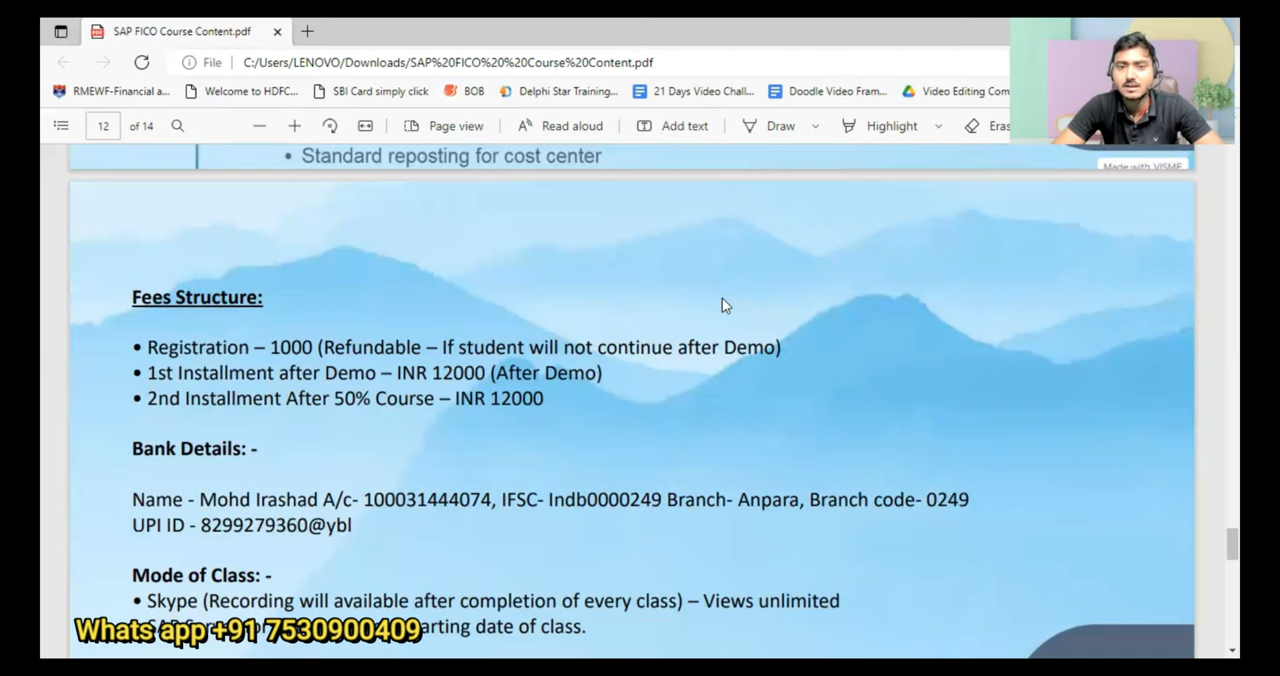 SAP FICO Course Content.pdf
File C:/Users/LENOVO/Downloads/SAP%20FICO%20%20Course%20Content.pdf
RMEWF-Financial a... Welcome to HDFC... SBI Card simply click BOB Delphi Star Training... 21 Days Video Chall... Doodle Video Fram... Video Editing Com
12 of 14 Page view Read aloud Add text Draw Highlight Eras
• Standard reposting for cost center
Made with VISME
Fees Structure:
• Registration – 1000 (Refundable – If student will not continue after Demo)
• 1st Installment after Demo – INR 12000 (After Demo)
• 2nd Installment After 50% Course – INR 12000
Bank Details: -
Name - Mohd Irashad A/c- 100031444074, IFSC- Indb0000249 Branch- Anpara, Branch code- 0249
UPI ID - 8299279360@ybl
Mode of Class: -
• Skype (Recording will available after completion of every class) – Views unlimited
date of class.
Whats app +91 7530900409